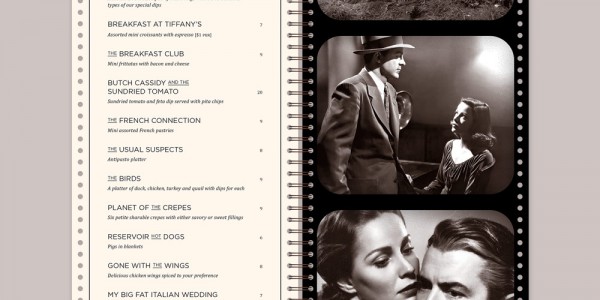 types of our special dips
BREAKFAST AT TIFFANY'S 7
Assorted mini croissants with espresso [$1 xxx]
THE BREAKFAST CLUB 9
Mini frittatas with bacon and cheese
BUTCH CASSIDY AND THE
SUNDRIED TOMATO 20
Sundried tomato and feta dip served with pita chips
THE FRENCH CONNECTION 9
Mini assorted French pastries
THE USUAL SUSPECTS 8
Antipasto platter
THE BIRDS 9
A platter of duck, chicken, turkey and quail with dips for each
PLANET OF THE CREPES 9
Six petite sharable crepes with either savory or sweet fillings
RESERVOIR HOT DOGS 6
Pigs in blankets
GONE WITH THE WINGS 8
Delicious chicken wings spiced to your preference
MY BIG FAT ITALIAN WEDDING 7